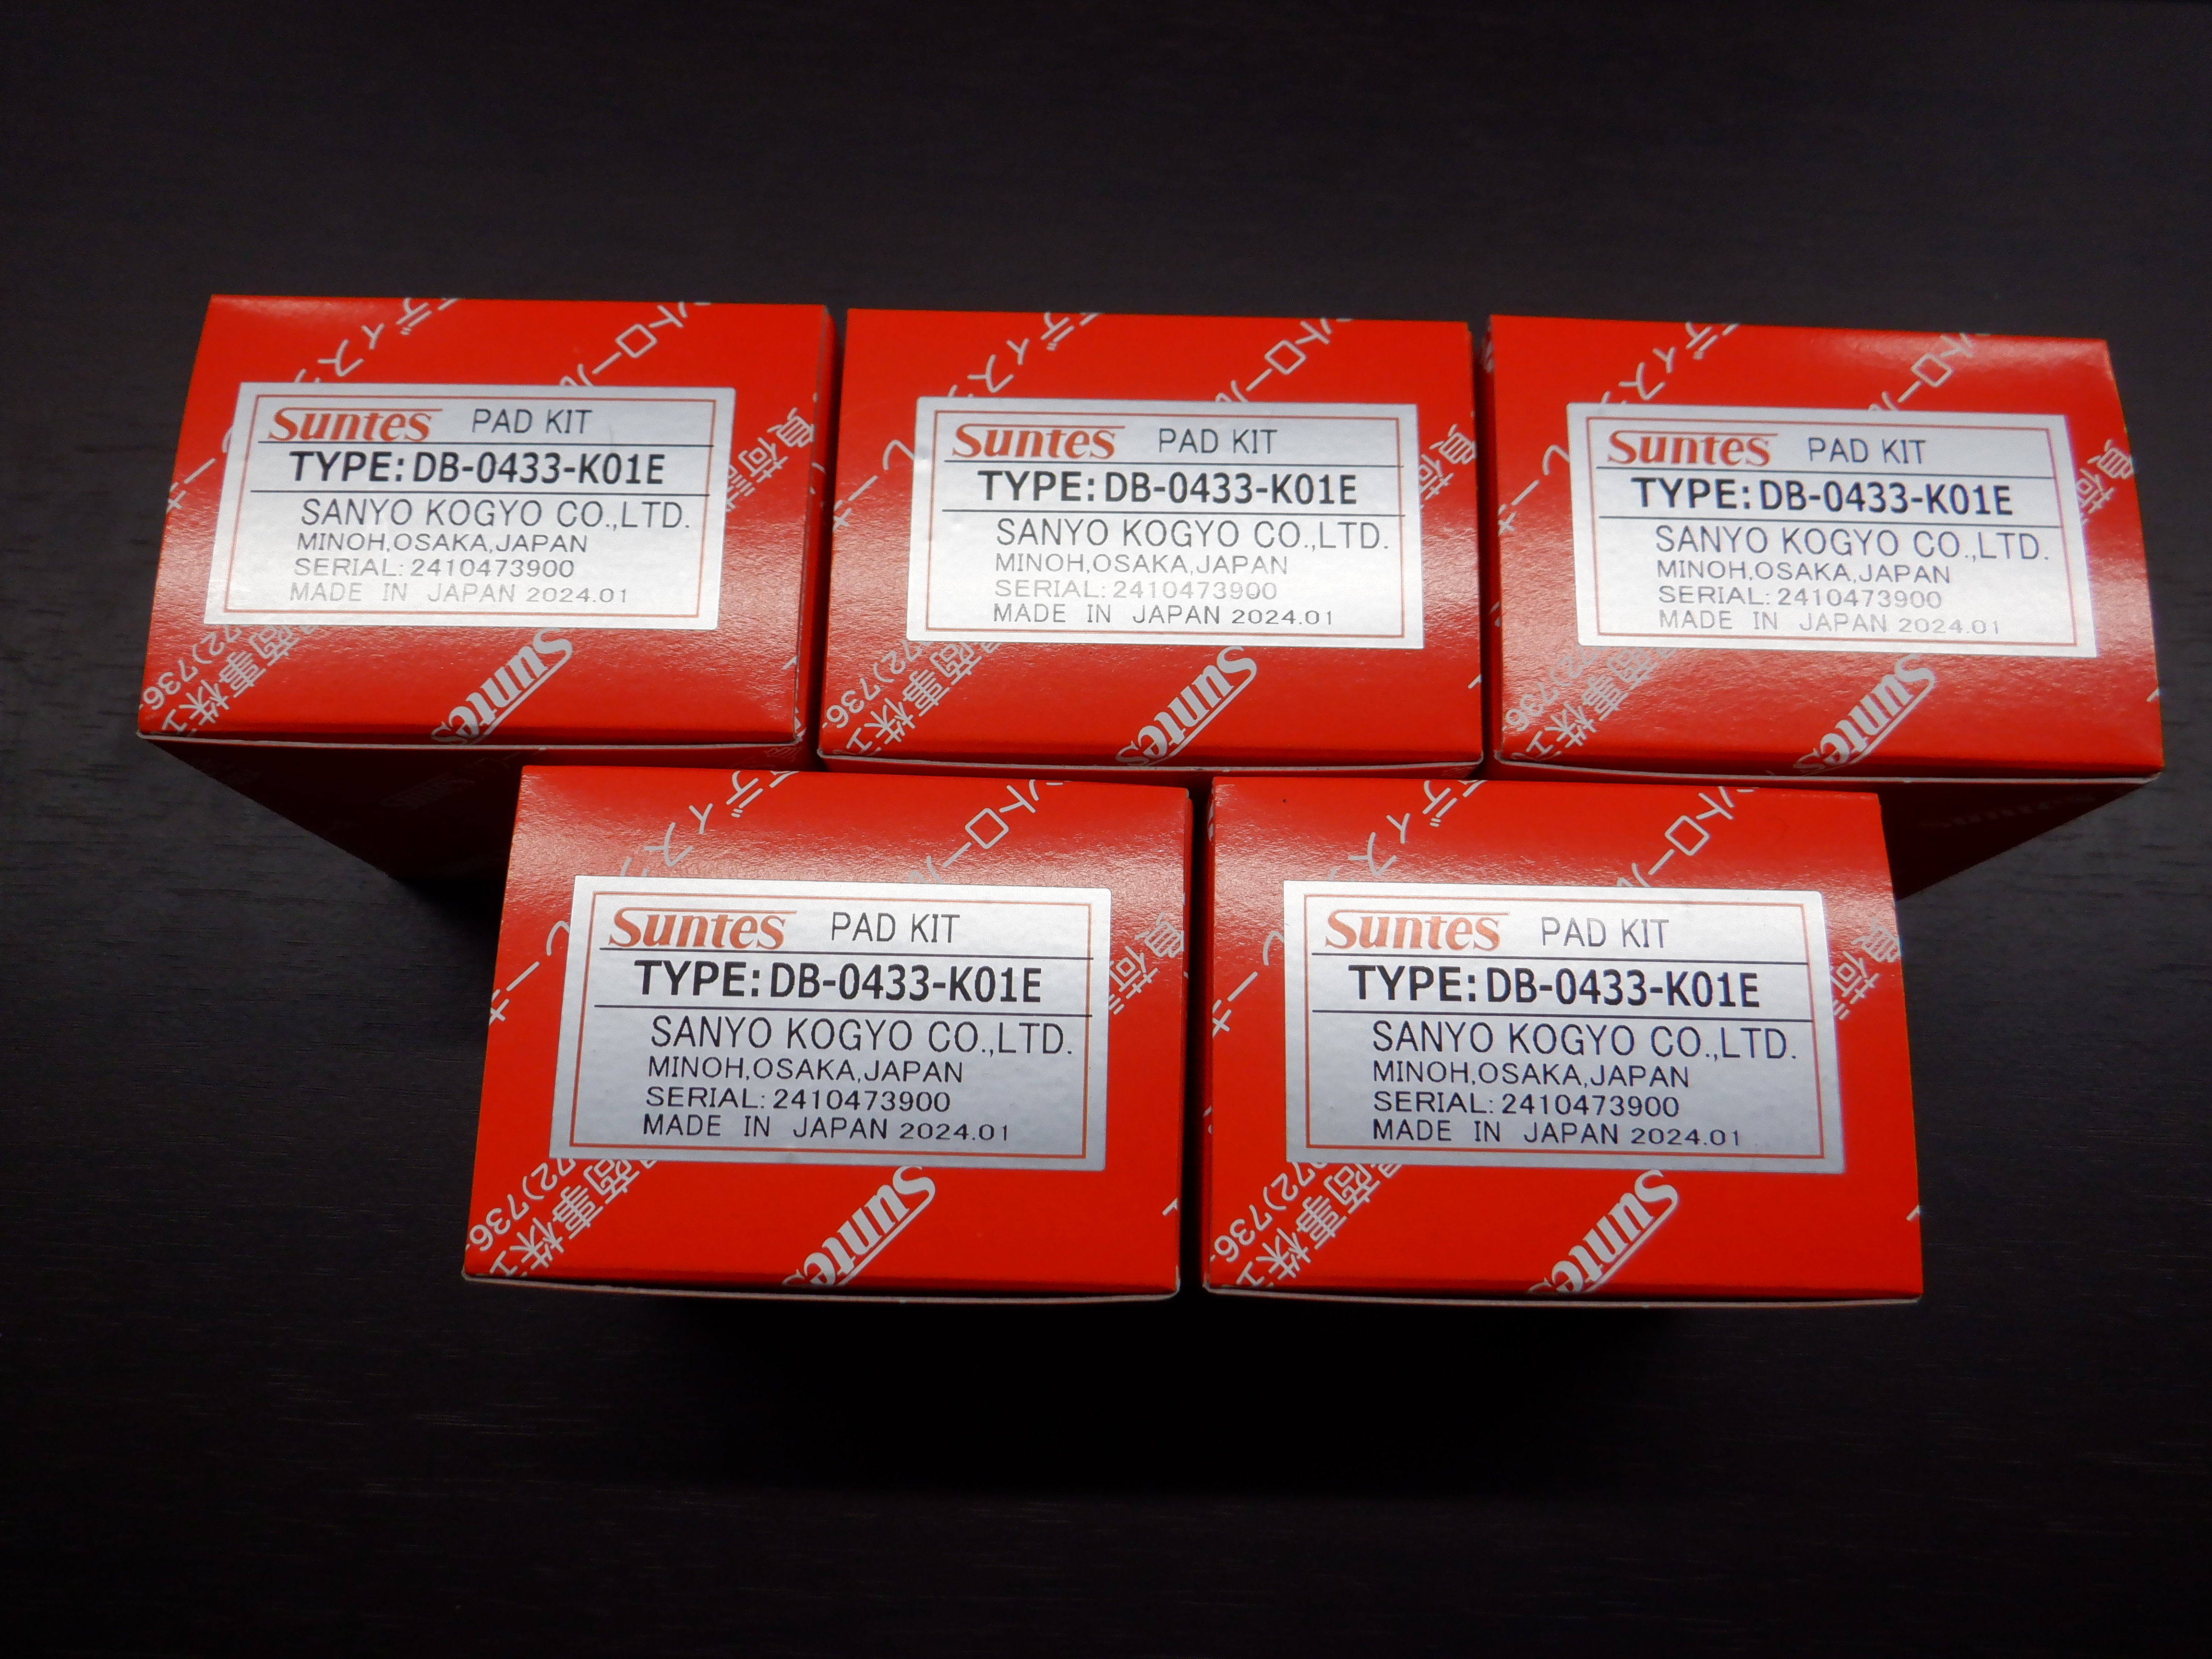 Suntes PAD KIT
TYPE:DB-0433-K01E
SANYO KOGYO CO.,LTD.
MINOH,OSAKA,JAPAN
SERIAL: 2410473900
MADE IN JAPAN 2024.01
Suntes
Suntes PAD KIT
TYPE:DB-0433-K01E
SANYO KOGYO CO.,LTD.
MINOH,OSAKA,JAPAN
SERIAL: 2410473900
MADE IN JAPAN 2024.01
Suntes
Suntes PAD KIT
TYPE:DB-0433-K01E
SANYO KOGYO CO.,LTD.
MINOH,OSAKA,JAPAN
SERIAL: 2410473900
MADE IN JAPAN 2024.01
Suntes
Suntes PAD KIT
TYPE:DB-0433-K01E
SANYO KOGYO CO.,LTD.
MINOH,OSAKA,JAPAN
SERIAL: 2410473900
MADE IN JAPAN 2024.01
Suntes
Suntes PAD KIT
TYPE:DB-0433-K01E
SANYO KOGYO CO.,LTD.
MINOH,OSAKA,JAPAN
SERIAL: 2410473900
MADE IN JAPAN 2024.01
Suntes